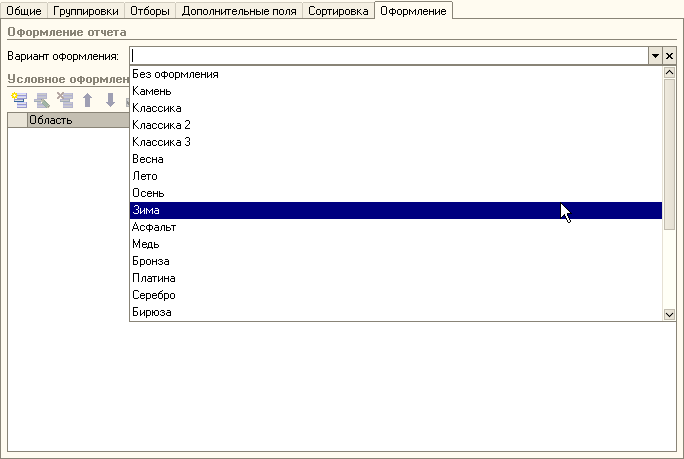 Общие Группировки Отборы Дополнительные поля Сортировка Оформление
Оформление отчета
Вариант оформления:
Без оформления
Условное оформлен
Камень
Классика
Классика 2
Область
Классика 3
Весна
Лето
Осень
Зима
Асфальт
Медь
Бронза
Платина
Серебро
Бирюза